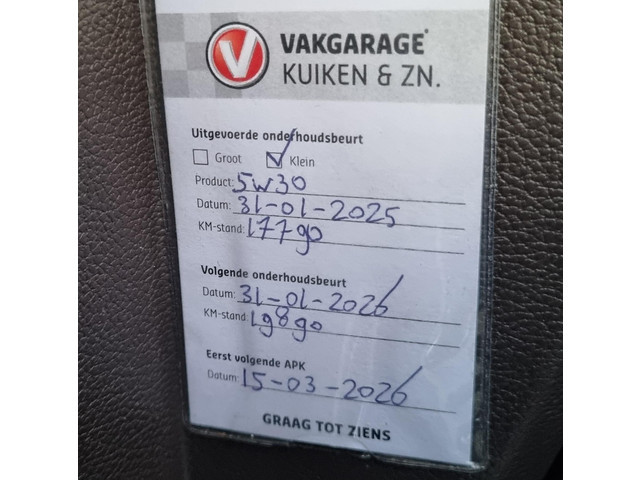 VAKGARAGE
KUIKEN & ZN.
Uitgevoerde onderhoudsbeurt
Groot Klein
Product: 5W30
Datum: 31-01-2025
KM-stand: 17790
Volgende onderhoudsbeurt
Datum: 31-01-2026
KM-stand: 19890
Eerst volgende APK
Datum: 15-03-2026
GRAAG TOT ZIENS